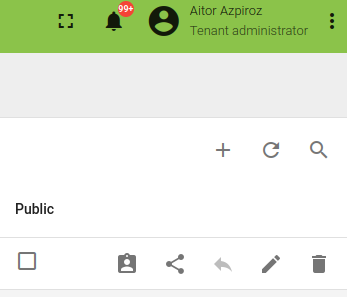 99+
Aitor Azpiroz
Tenant administrator
Public